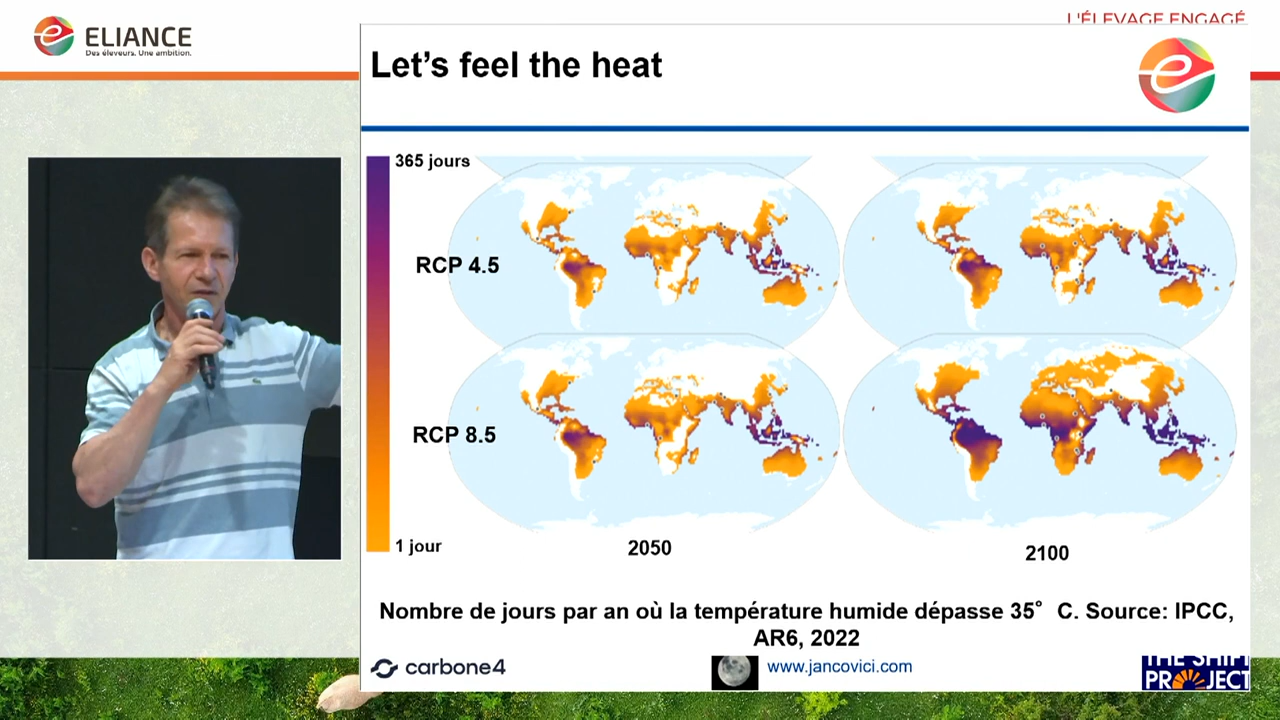 L'ÉLEVAGE ENGAGÉ
ELIANCE
Des éleveurs. Une ambition.
Let's feel the heat
365 jours
RCP 4.5
RCP 8.5
1 jour
2050
2100
Nombre de jours par an où la température humide dépasse 35° C. Source: IPCC,
AR6, 2022
carbone4
www.jancovici.com
THE SHIFT
PROJECT